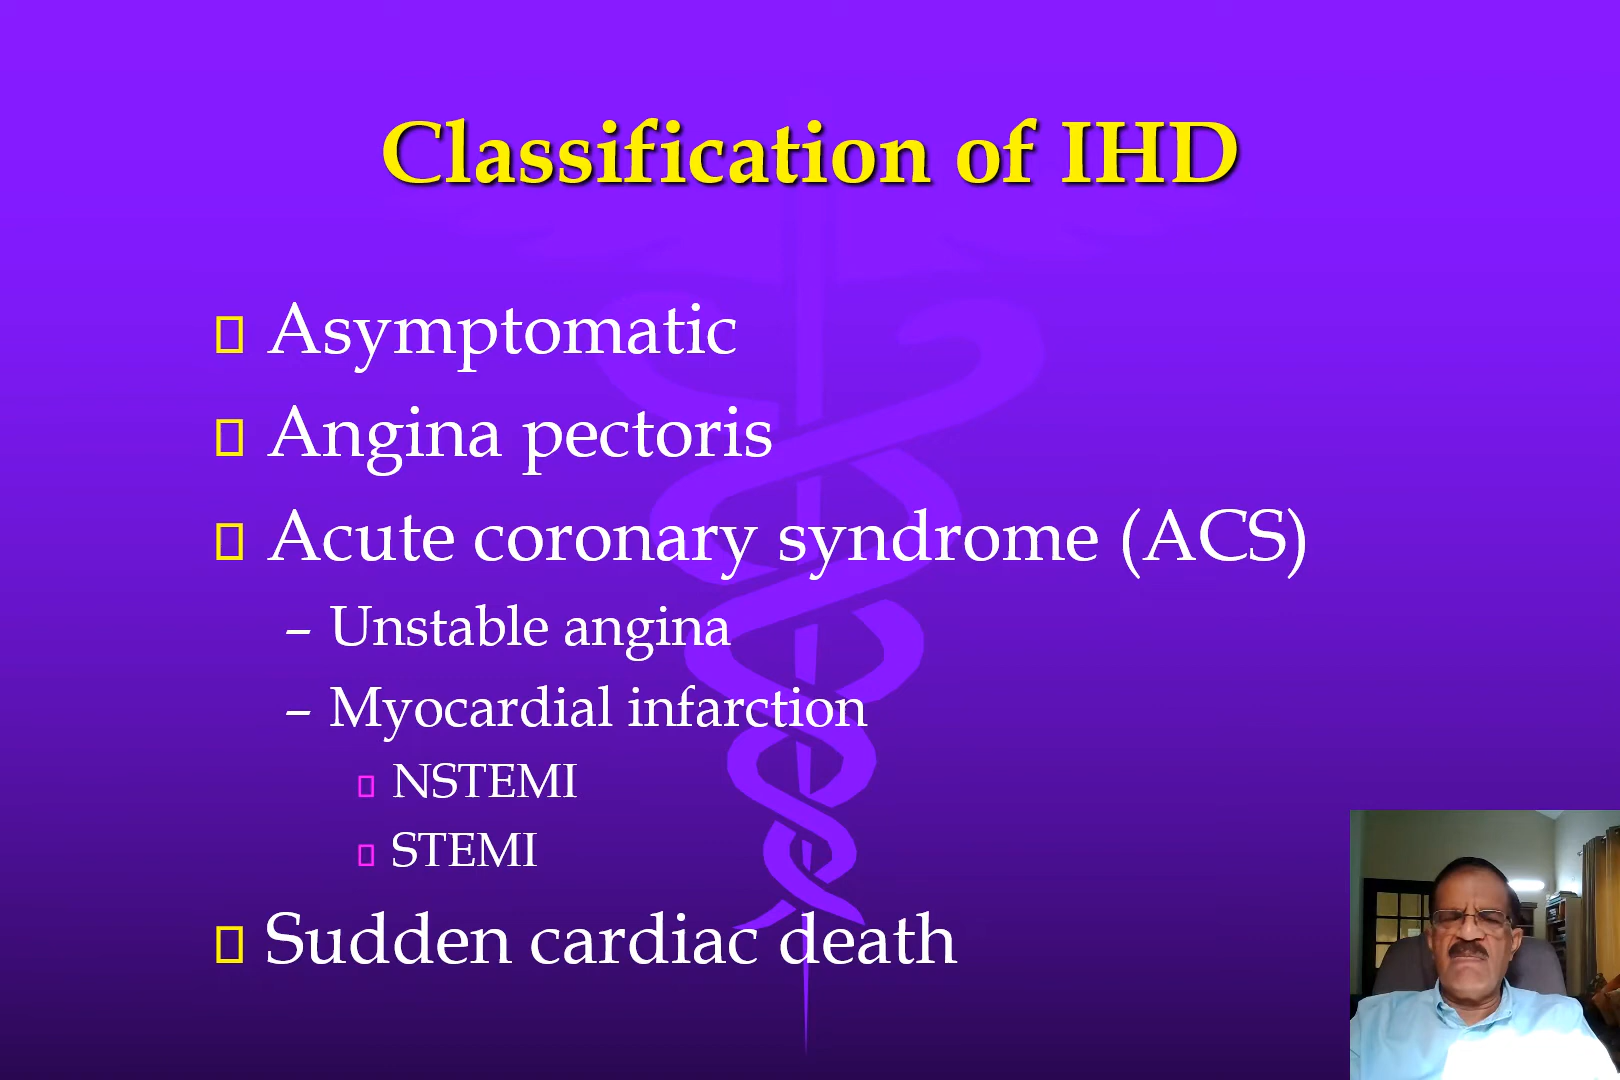 Classification of IHD
Asymptomatic
Angina pectoris
Acute coronary syndrome (ACS)
– Unstable angina
– Myocardial infarction
NSTEMI
STEMI
Sudden cardiac death